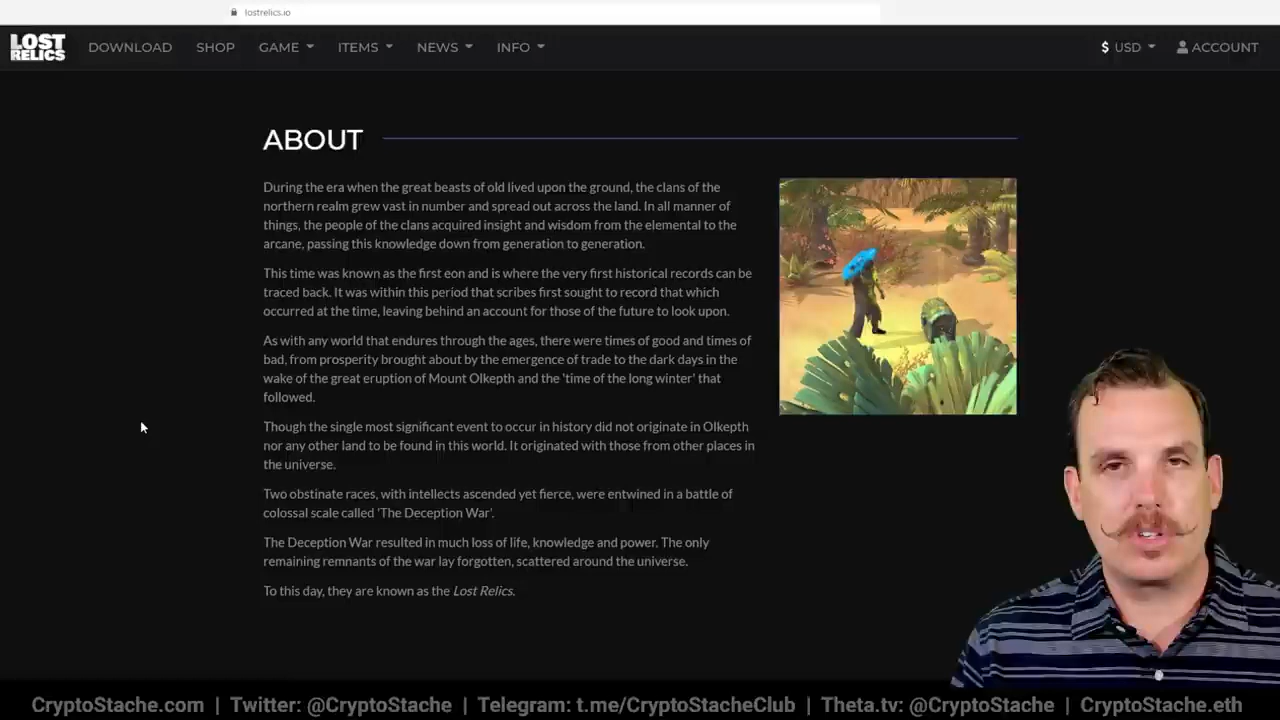 lostrelics.io
LOST
RELICS
DOWNLOAD SHOP GAME ITEMS NEWS INFO $ USD ACCOUNT
ABOUT
During the era when the great beasts of old lived upon the ground, the clans of the
northern realm grew vast in number and spread out across the land. In all manner of
things, the people of the clans acquired insight and wisdom from the elemental to the
arcane, passing this knowledge down from generation to generation.
This time was known as the first eon and is where the very first historical records can be
traced back. It was within this period that scribes first sought to record that which
occurred at the time, leaving behind an account for those of the future to look upon.
As with any world that endures through the ages, there were times of good and times of
bad, from prosperity brought about by the emergence of trade to the dark days in the
wake of the great eruption of Mount Olkepth and the 'time of the long winter' that
followed.
Though the single most significant event to occur in history did not originate in Olkepth
nor any other land to be found in this world. It originated with those from other places in
the universe.
Two obstinate races, with intellects ascended yet fierce, were entwined in a battle of
colossal scale called 'The Deception War'.
The Deception War resulted in much loss of life, knowledge and power. The only
remaining remnants of the war lay forgotten, scattered around the universe.
To this day, they are known as the Lost Relics.
CryptoStache.com | Twitter: @CryptoStache | Telegram: t.me/CryptoStacheClub | Theta.tv: @CryptoStache | CryptoStache.eth